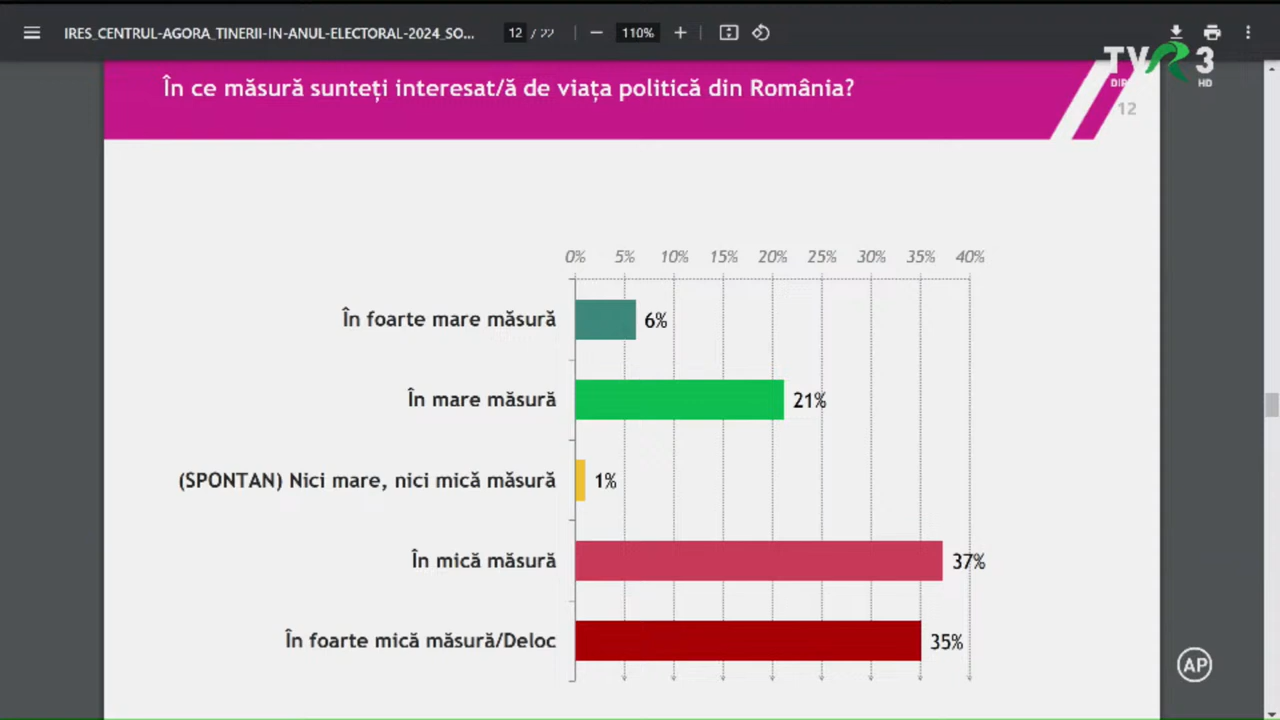 IRES_CENTRUL-AGORA_TINERII-IN-ANUL-ELECTORAL-2024_SO...
12 / 22
110%
TVR 3
HD
În ce măsură sunteți interesat/ă de viața politică din România?
12
0% 5% 10% 15% 20% 25% 30% 35% 40%
În foarte mare măsură 6%
În mare măsură 21%
(SPONTAN) Nici mare, nici mică măsură 1%
În mică măsură 37%
În foarte mică măsură/Deloc 35%
AP